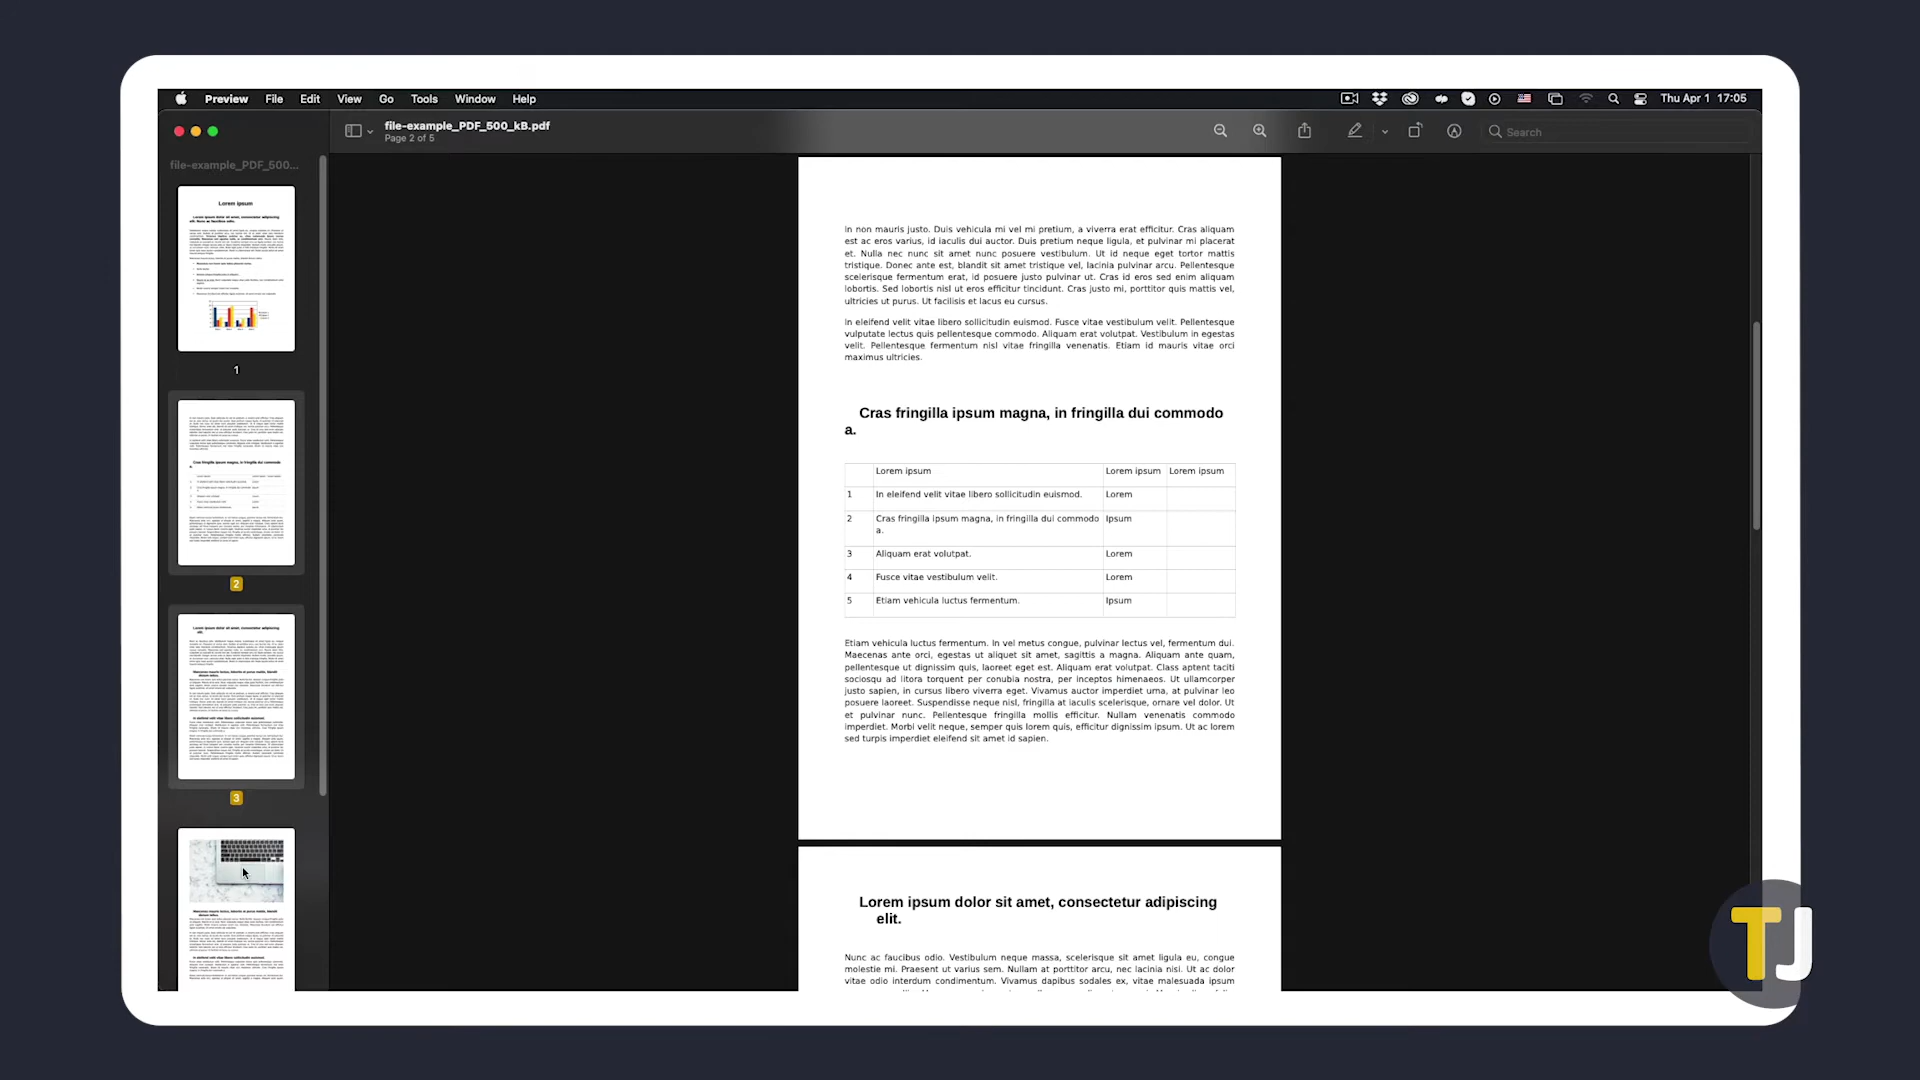 Preview File Edit View Go Tools Window Help
Thu Apr 1 17:05
file-example_PDF_500_kB.pdf
Page 2 of 5
Search
file-example_PDF_500...
Lorem ipsum
1
2
3
In non mauris justo. Duis vehicula mi vel mi pretium, a viverra erat efficitur. Cras aliquam
est ac eros varius, id iaculis dui auctor. Duis pretium neque ligula, et pulvinar mi placerat
et. Nulla nec nunc sit amet nunc posuere vestibulum. Ut id neque eget tortor mattis
tristique. Donec ante est, blandit sit amet tristique vel, lacinia pulvinar arcu. Pellentesque
scelerisque fermentum erat, id posuere justo pulvinar ut. Cras id eros sed enim aliquam
lobortis. Sed lobortis nisl ut eros efficitur tincidunt. Cras justo mi, porttitor quis mattis vel,
ultricies ut purus. Ut facilisis et lacus eu cursus.
In eleifend velit vitae libero sollicitudin euismod. Fusce vitae vestibulum velit. Pellentesque
vulputate lectus quis pellentesque commodo. Aliquam erat volutpat. Vestibulum in egestas
velit. Pellentesque fermentum nisl vitae fringilla venenatis. Etiam id mauris vitae orci
maximus ultricies.
Cras fringilla ipsum magna, in fringilla dui commodo
a.
Lorem ipsum Lorem ipsum Lorem ipsum
1 In eleifend velit vitae libero sollicitudin euismod. Lorem
2 Cras fringilla ipsum magna, in fringilla dui commodo Ipsum
a.
3 Aliquam erat volutpat. Lorem
4 Fusce vitae vestibulum velit. Lorem
5 Etiam vehicula luctus fermentum. Ipsum
Etiam vehicula luctus fermentum. In vel metus congue, pulvinar lectus vel, fermentum dui.
Maecenas ante orci, egestas ut aliquet sit amet, sagittis a magna. Aliquam ante quam,
pellentesque ut dignissim quis, laoreet eget est. Aliquam erat volutpat. Class aptent taciti
sociosqu ad litora torquent per conubia nostra, per inceptos himenaeos. Ut ullamcorper
justo sapien, in cursus libero viverra eget. Vivamus auctor imperdiet urna, at pulvinar leo
posuere laoreet. Suspendisse neque nisl, fringilla at iaculis scelerisque, ornare vel dolor. Ut
et pulvinar nunc. Pellentesque fringilla mollis efficitur. Nullam venenatis commodo
imperdiet. Morbi velit neque, semper quis lorem quis, efficitur dignissim ipsum. Ut ac lorem
sed turpis imperdiet eleifend sit amet id sapien.
Lorem ipsum dolor sit amet, consectetur adipiscing
elit.
Nunc ac faucibus odio. Vestibulum neque massa, scelerisque sit amet ligula eu, congue
molestie mi. Praesent ut varius sem. Nullam at porttitor arcu, nec lacinia nisi. Ut ac dolor
vitae odio interdum condimentum. Vivamus dapibus sodales ex, vitae malesuada ipsum
TJ